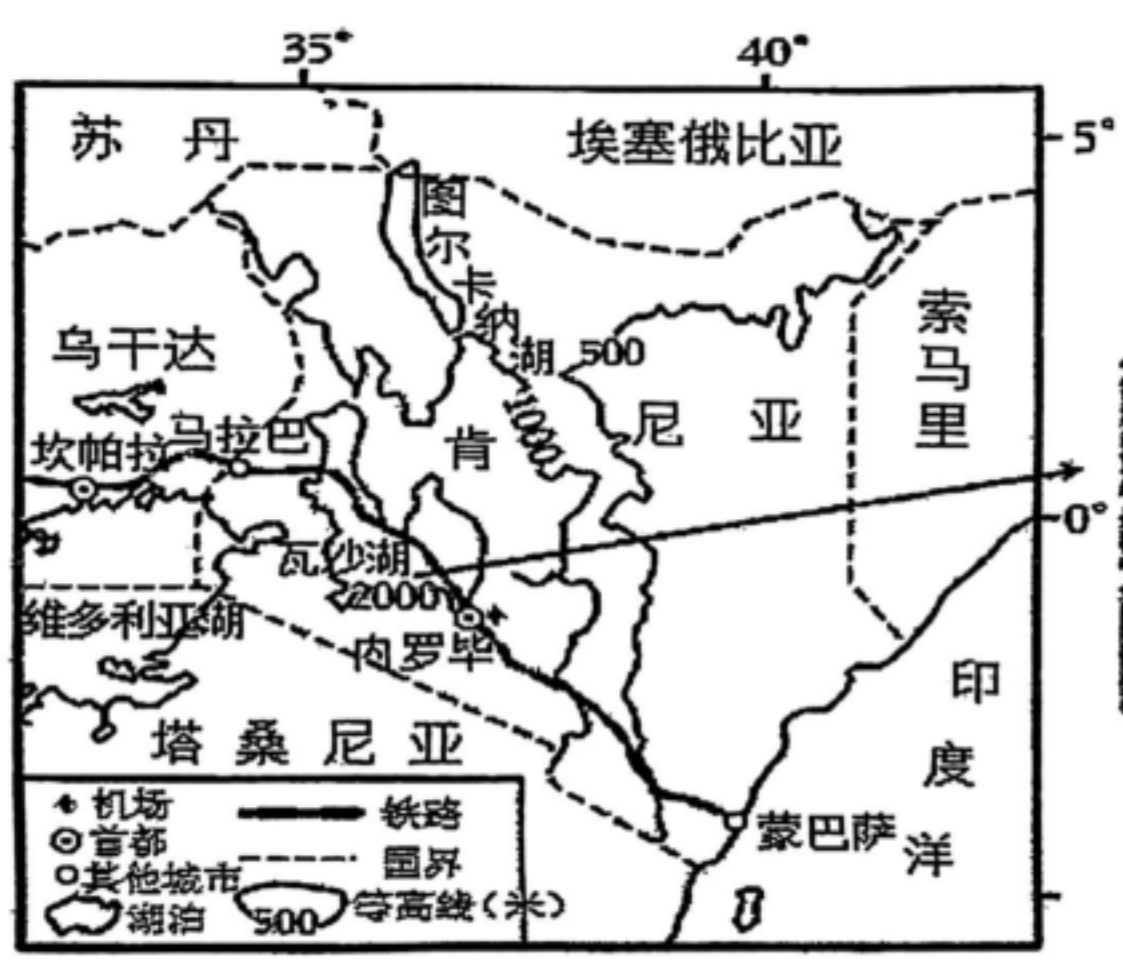 35° 40°
苏丹 埃塞俄比亚 5°
图尔卡纳湖
乌干达 500 索马里
1000
坎帕拉 马拉巴 肯尼亚
0°
瓦沙湖
2000
维多利亚湖
内罗毕
印度洋
塔桑尼亚
蒙巴萨
机场 铁路
首都 国界
其他城市
湖泊 500 等高线(米)